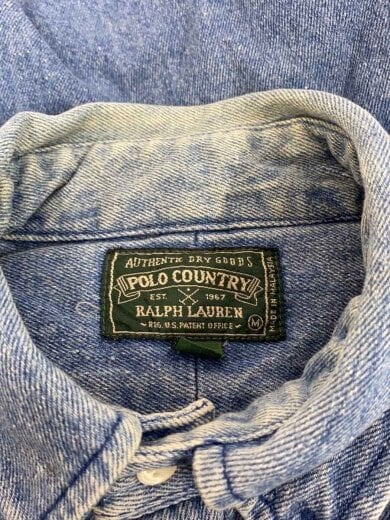 AUTHENTIC DRY GOODS
POLO COUNTRY
EST. 1967
RALPH LAUREN
~ REG. U.S. PATENT OFFICE ~
M
MADE IN MALAYSIA